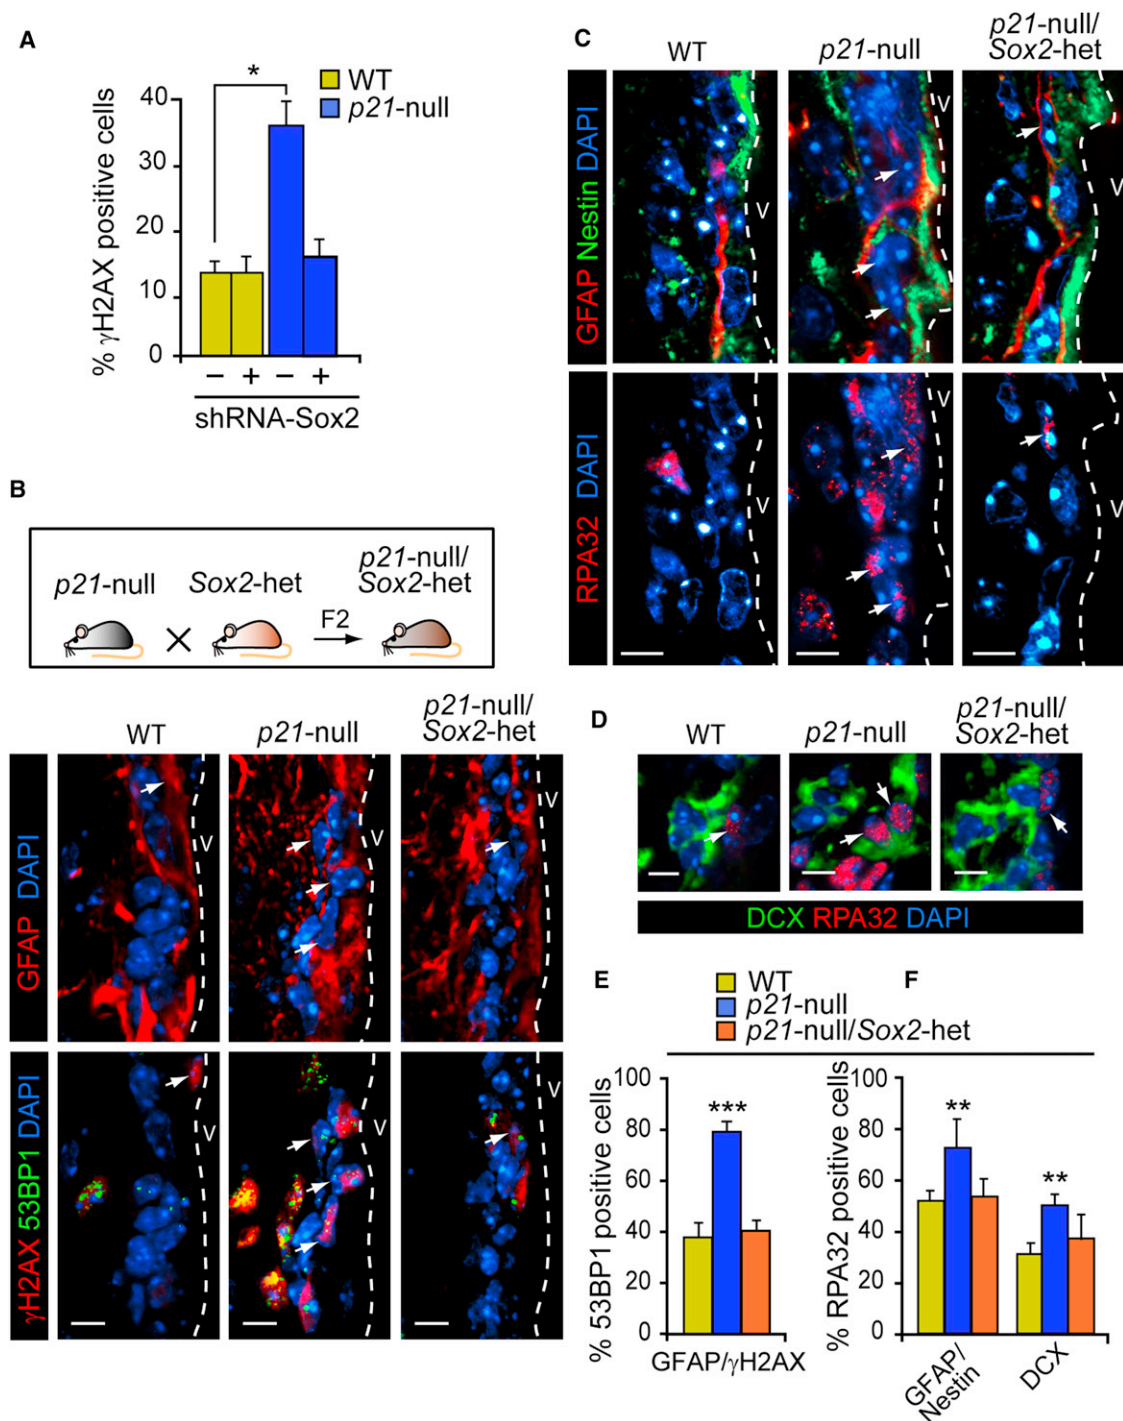 A
WT
p21-null
*
% γH2AX positive cells
40
30
20
10
0
– + – +
shRNA-Sox2
B
p21-null
Sox2-het
p21-null/
Sox2-het
F2
WT
p21-null
p21-null/
Sox2-het
GFAP DAPI
V
V
V
γH2AX 53BP1 DAPI
V
V
V
C
WT
p21-null
p21-null/
Sox2-het
GFAP Nestin DAPI
V
V
V
RPA32 DAPI
V
V
V
D
WT
p21-null
p21-null/
Sox2-het
DCX RPA32 DAPI
E
WT
p21-null
p21-null/Sox2-het
F
% 53BP1 positive cells
100
80
60
40
20
0
***
GFAP/γH2AX
% RPA32 positive cells
100
80
60
40
20
0
**
**
GFAP/
Nestin
DCX